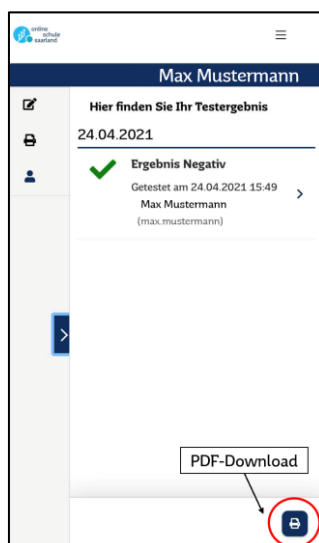 online
schule
saarland
Max Mustermann
Hier finden Sie Ihr Testergebnis
24.04.2021
Ergebnis Negativ
Getestet am 24.04.2021 15:49
Max Mustermann
(max.mustermann)
PDF-Download